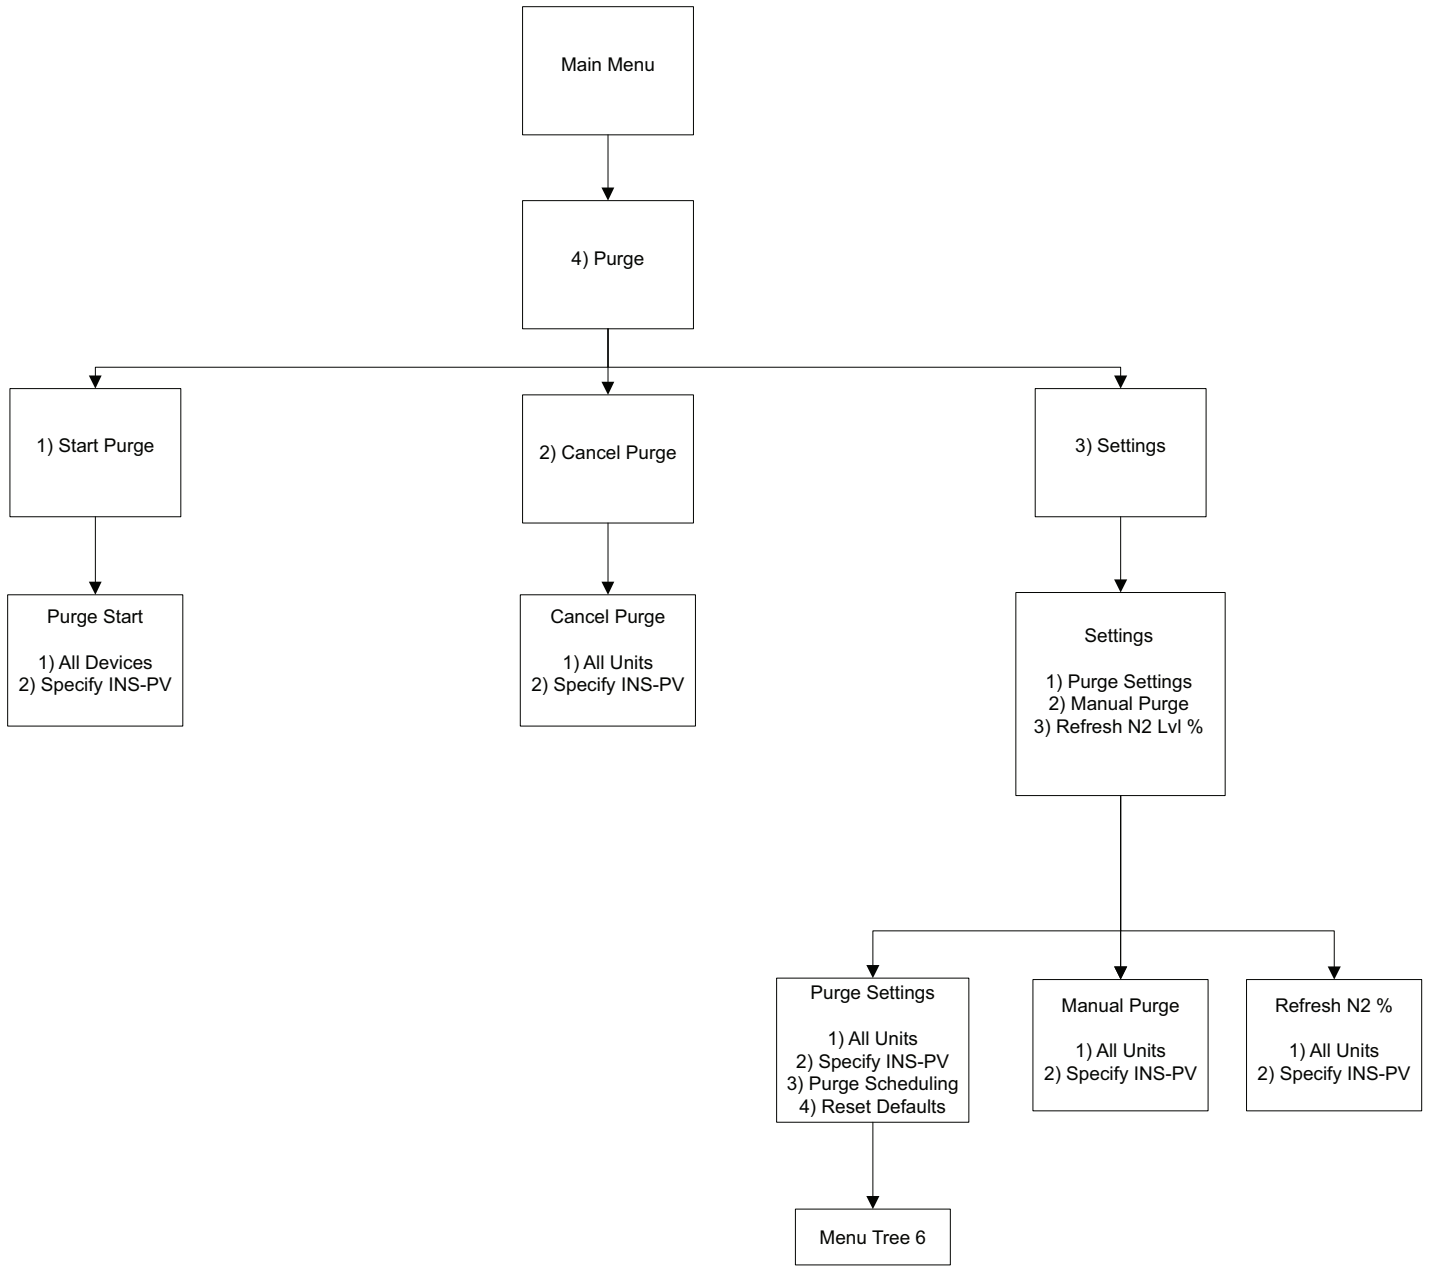 Main Menu
4) Purge
1) Start Purge
2) Cancel Purge
3) Settings
Purge Start
1) All Devices
2) Specify INS-PV
Cancel Purge
1) All Units
2) Specify INS-PV
Settings
1) Purge Settings
2) Manual Purge
3) Refresh N2 Lvl %
Purge Settings
1) All Units
2) Specify INS-PV
3) Purge Scheduling
4) Reset Defaults
Manual Purge
1) All Units
2) Specify INS-PV
Refresh N2 %
1) All Units
2) Specify INS-PV
Menu Tree 6